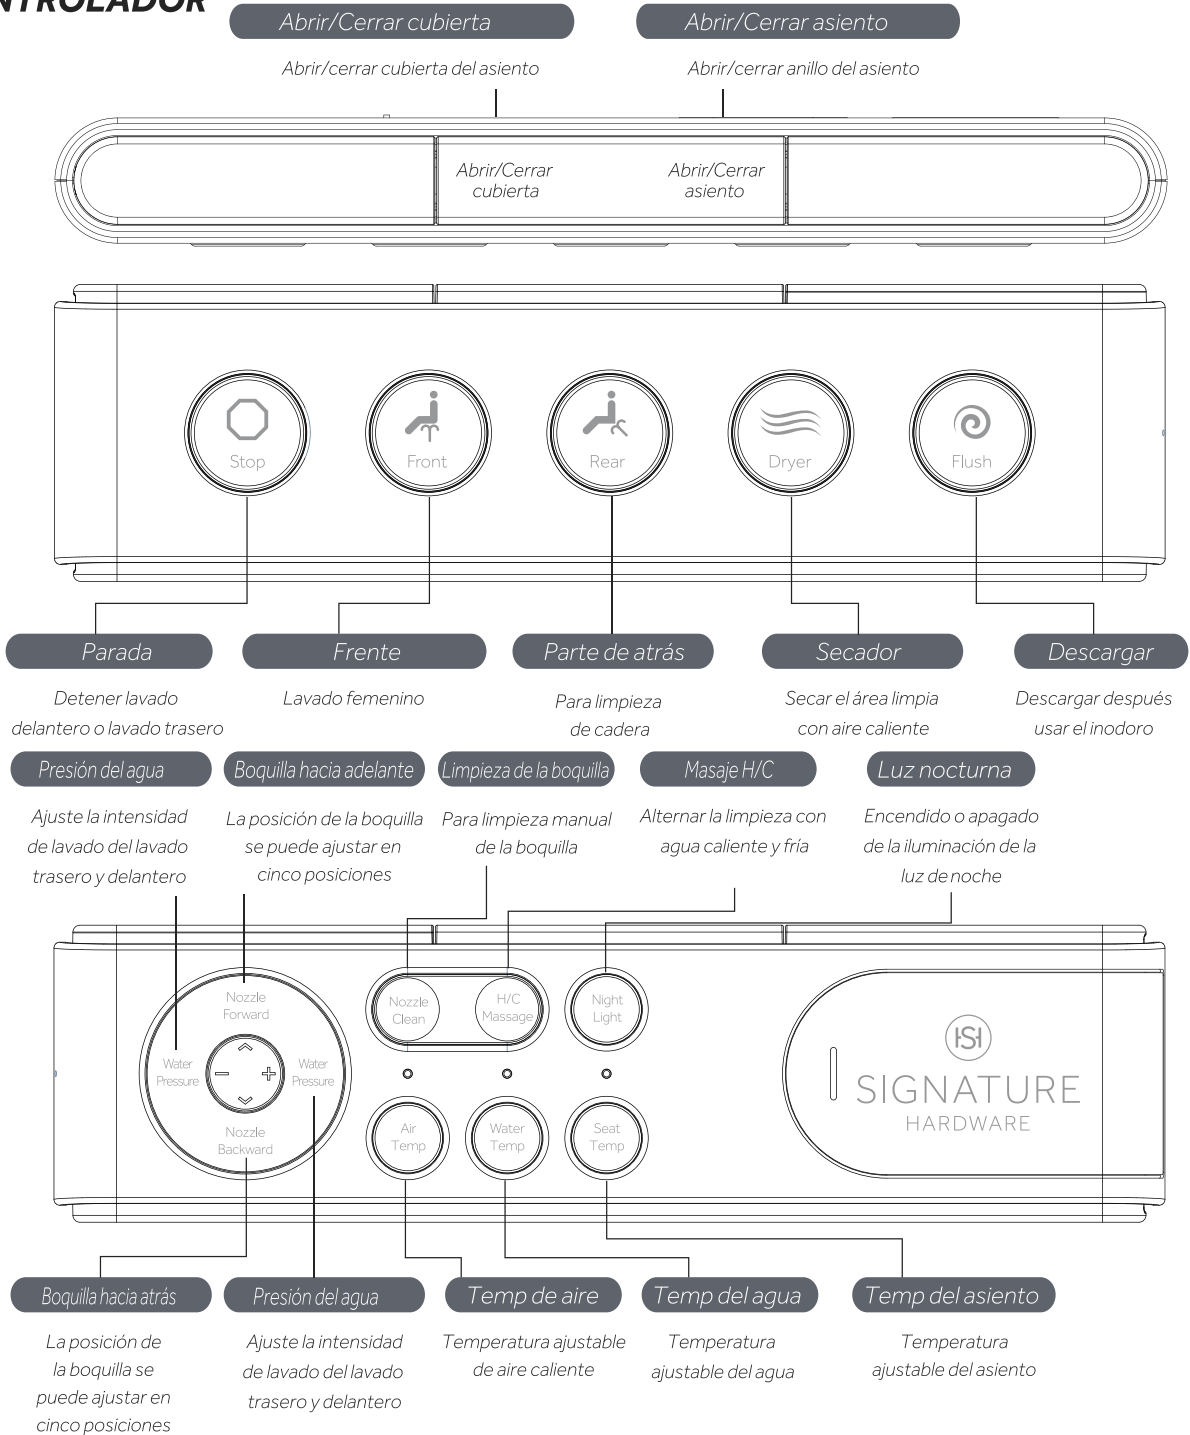 NTROLADOR
Abrir/Cerrar cubierta
Abrir/Cerrar asiento
Abrir/cerrar cubierta del asiento
Abrir/cerrar anillo del asiento
Abrir/Cerrar
cubierta
Abrir/Cerrar
asiento
Stop
Front
Rear
Dryer
Flush
Parada
Frente
Parte de atrás
Secador
Descargar
Detener lavado
delantero o lavado trasero
Lavado femenino
Para limpieza
de cadera
Secar el área limpia
con aire caliente
Descargar después
usar el inodoro
Presión del agua
Boquilla hacia adelante
Limpieza de la boquilla
Masaje H/C
Luz nocturna
Ajuste la intensidad
de lavado del lavado
trasero y delantero
La posición de la boquilla
se puede ajustar en
cinco posiciones
Para limpieza manual
de la boquilla
Alternar la limpieza con
agua caliente y fría
Encendido o apagado
de la iluminación de la
luz de noche
Nozzle
Forward
Water
Pressure
Water
Pressure
Nozzle
Backward
Nozzle
Clean
H/C
Massage
Night
Light
Air
Temp
Water
Temp
Seat
Temp
SIGNATURE
HARDWARE
Boquilla hacia atrás
Presión del agua
Temp de aire
Temp del agua
Temp del asiento
La posición de
la boquilla se
puede ajustar en
cinco posiciones
Ajuste la intensidad
de lavado del lavado
trasero y delantero
Temperatura ajustable
de aire caliente
Temperatura
ajustable del agua
Temperatura
ajustable del asiento